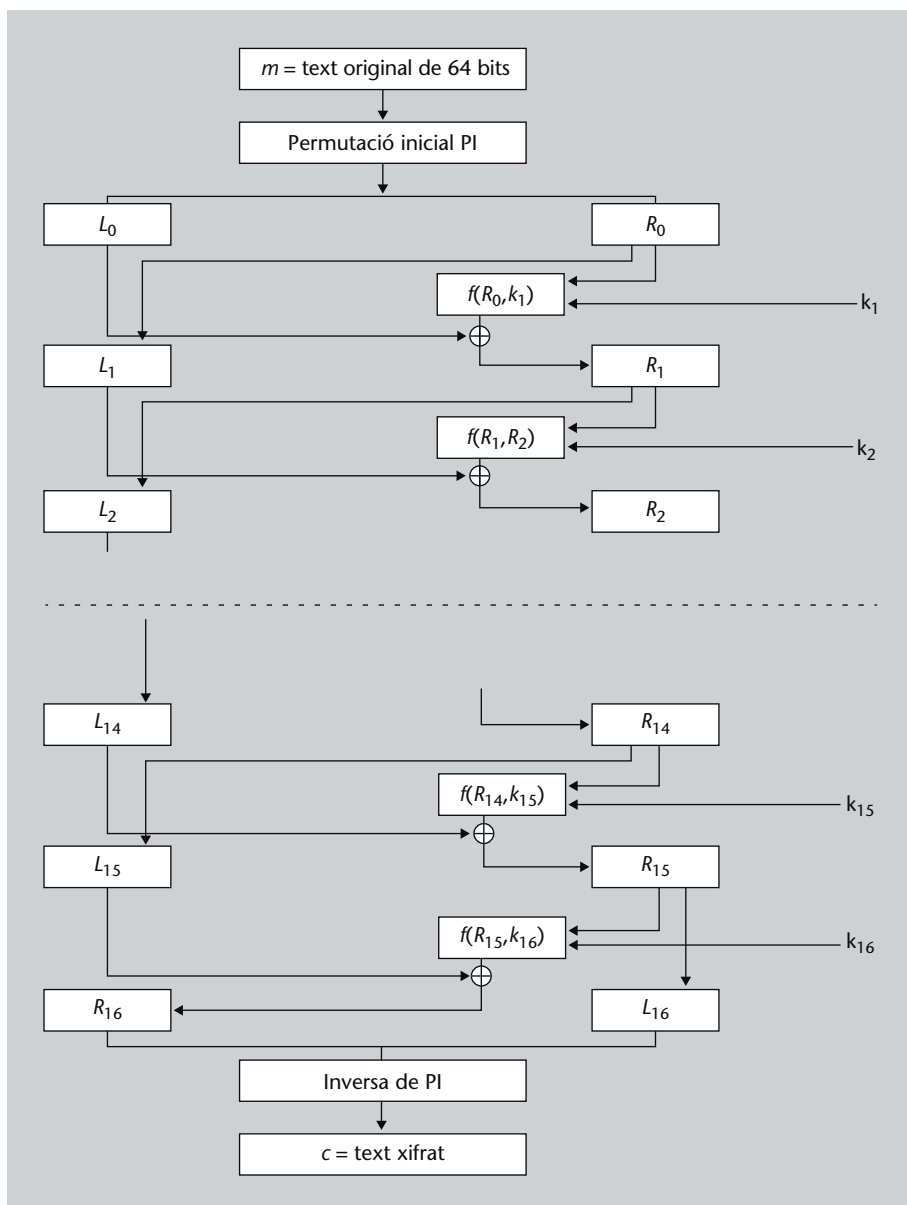 m = text original de 64 bits
Permutació inicial PI
L₀
R₀
f(R₀,k₁)
k₁
L₁
R₁
f(R₁,R₂)
k₂
L₂
R₂
L₁₄
R₁₄
f(R₁₄,k₁₅)
k₁₅
L₁₅
R₁₅
f(R₁₅,k₁₆)
k₁₆
R₁₆
L₁₆
Inversa de PI
c = text xifrat